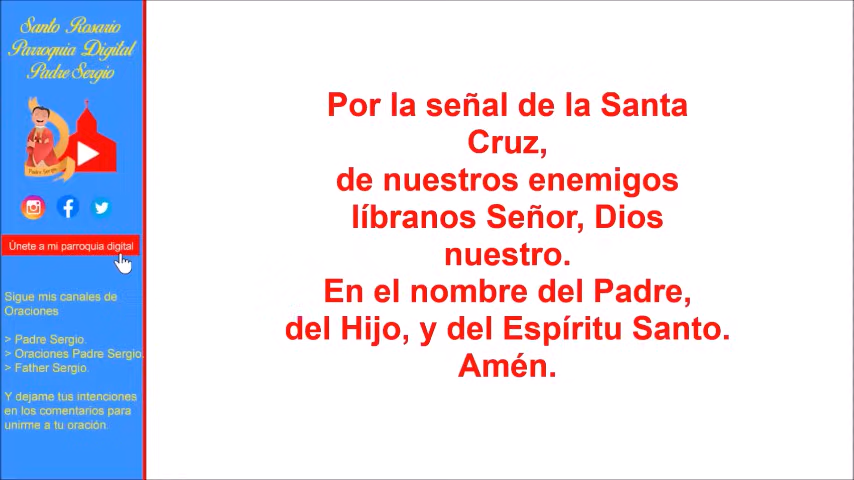 Santo Rosario
Parroquia Digital
Padre Sergio
Padre Sergio
Únete a mi parroquia digital
Sigue mis canales de
Oraciones
> Padre Sergio.
> Oraciones Padre Sergio.
> Father Sergio.
Y dejame tus intenciones
en los comentarios para
unirme a tu oración.
Por la señal de la Santa
Cruz,
de nuestros enemigos
líbranos Señor, Dios
nuestro.
En el nombre del Padre,
del Hijo, y del Espíritu Santo.
Amén.